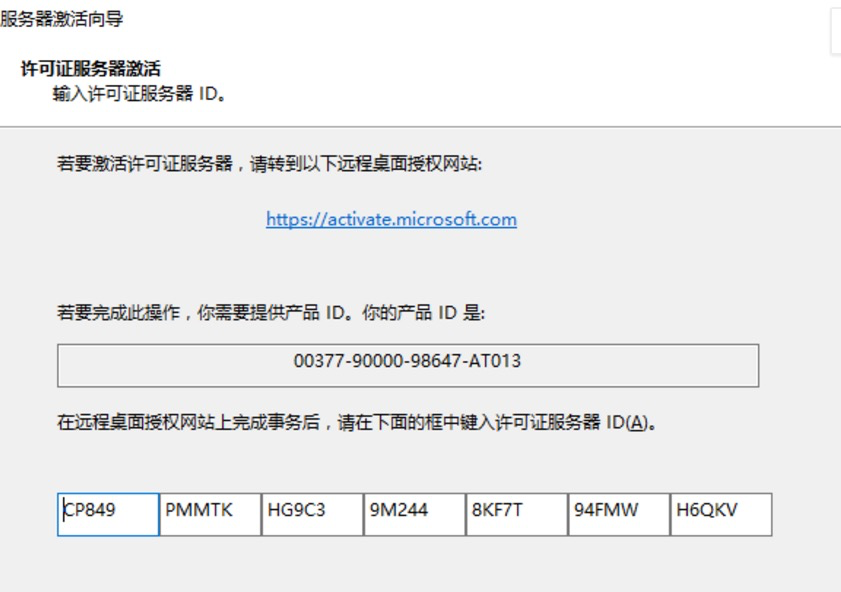 服务器激活向导
许可证服务器激活
输入许可证服务器 ID。
若要激活许可证服务器，请转到以下远程桌面授权网站:
https://activate.microsoft.com
若要完成此操作，你需要提供产品 ID。你的产品 ID 是:
00377-90000-98647-AT013
在远程桌面授权网站上完成事务后，请在下面的框中键入许可证服务器 ID(A)。
CP849 PMMTK HG9C3 9M244 8KF7T 94FMW H6QKV